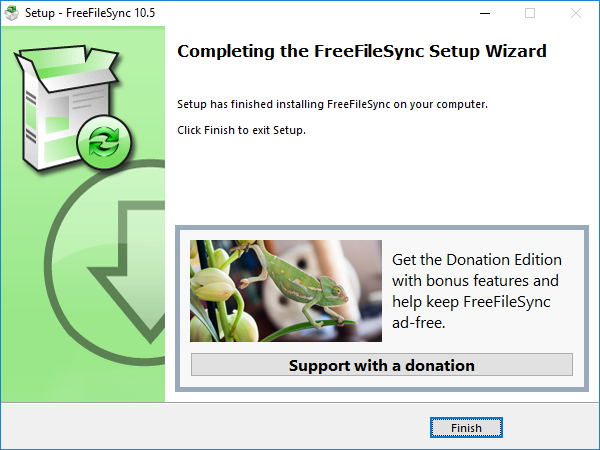 Setup - FreeFileSync 10.5
Completing the FreeFileSync Setup Wizard
Setup has finished installing FreeFileSync on your computer.
Click Finish to exit Setup.
Get the Donation Edition
with bonus features and
help keep FreeFileSync
ad-free.
Support with a donation
Finish